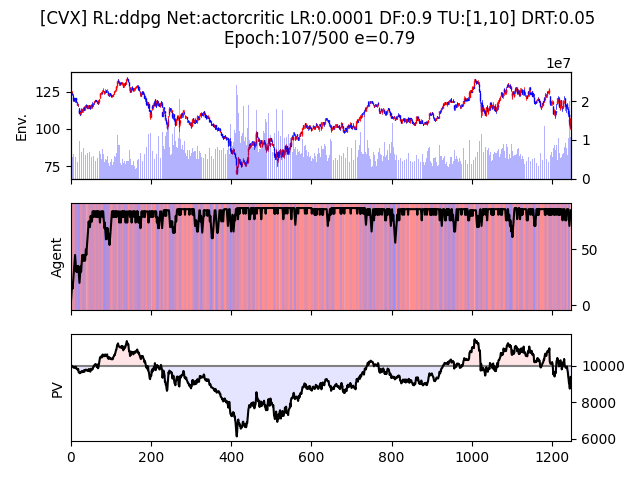 [CVX] RL:ddpg Net:actorcritic LR:0.0001 DF:0.9 TU:[1,10] DRT:0.05
Epoch:107/500 e=0.79
1e7
Env.
125
100
75
2
1
0
Agent
50
0
PV
10000
8000
6000
0 200 400 600 800 1000 1200